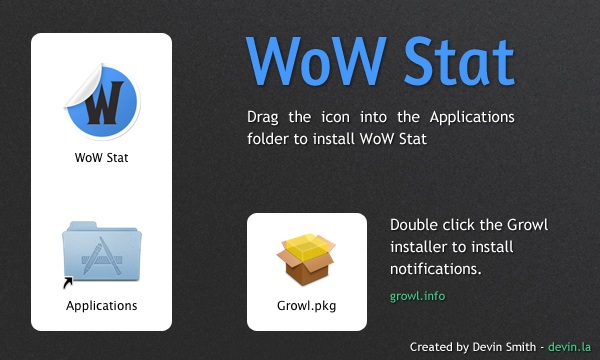 WoW Stat
Drag the icon into the Applications
folder to install WoW Stat
W
WoW Stat
Applications
Growl.pkg
Double click the Growl
installer to install
notifications.
growl.info
Created by Devin Smith - devin.la